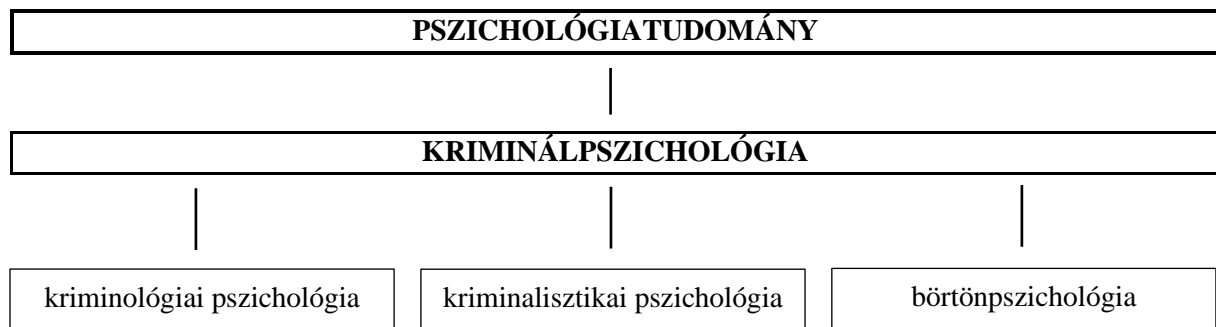 PSZICHOLÓGIATUDOMÁNY
KRIMINÁLPSZICHOLÓGIA
kriminológiai pszichológia
kriminalisztikai pszichológia
börtönpszichológia